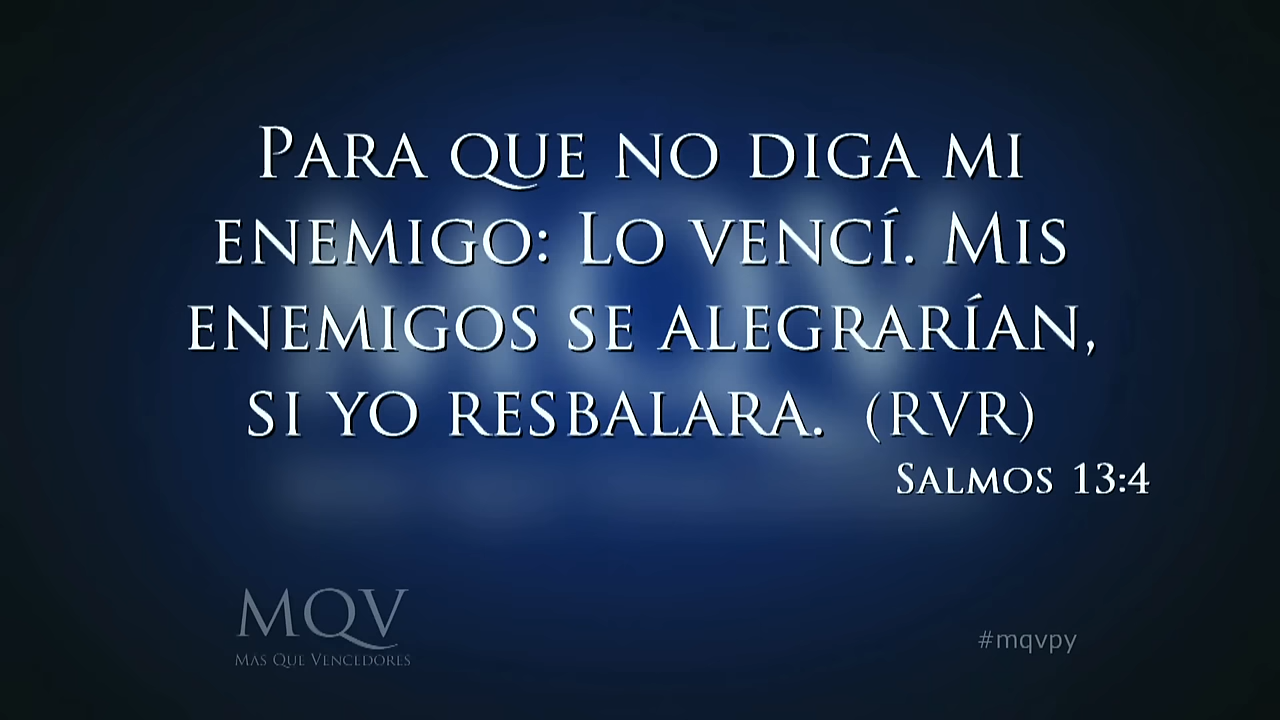 Para que no diga mi
enemigo: Lo vencí. Mis
enemigos se alegrarían,
si yo resbalara. (RVR)
Salmos 13:4
MQV
Más Que Vencedores
#mqvpy